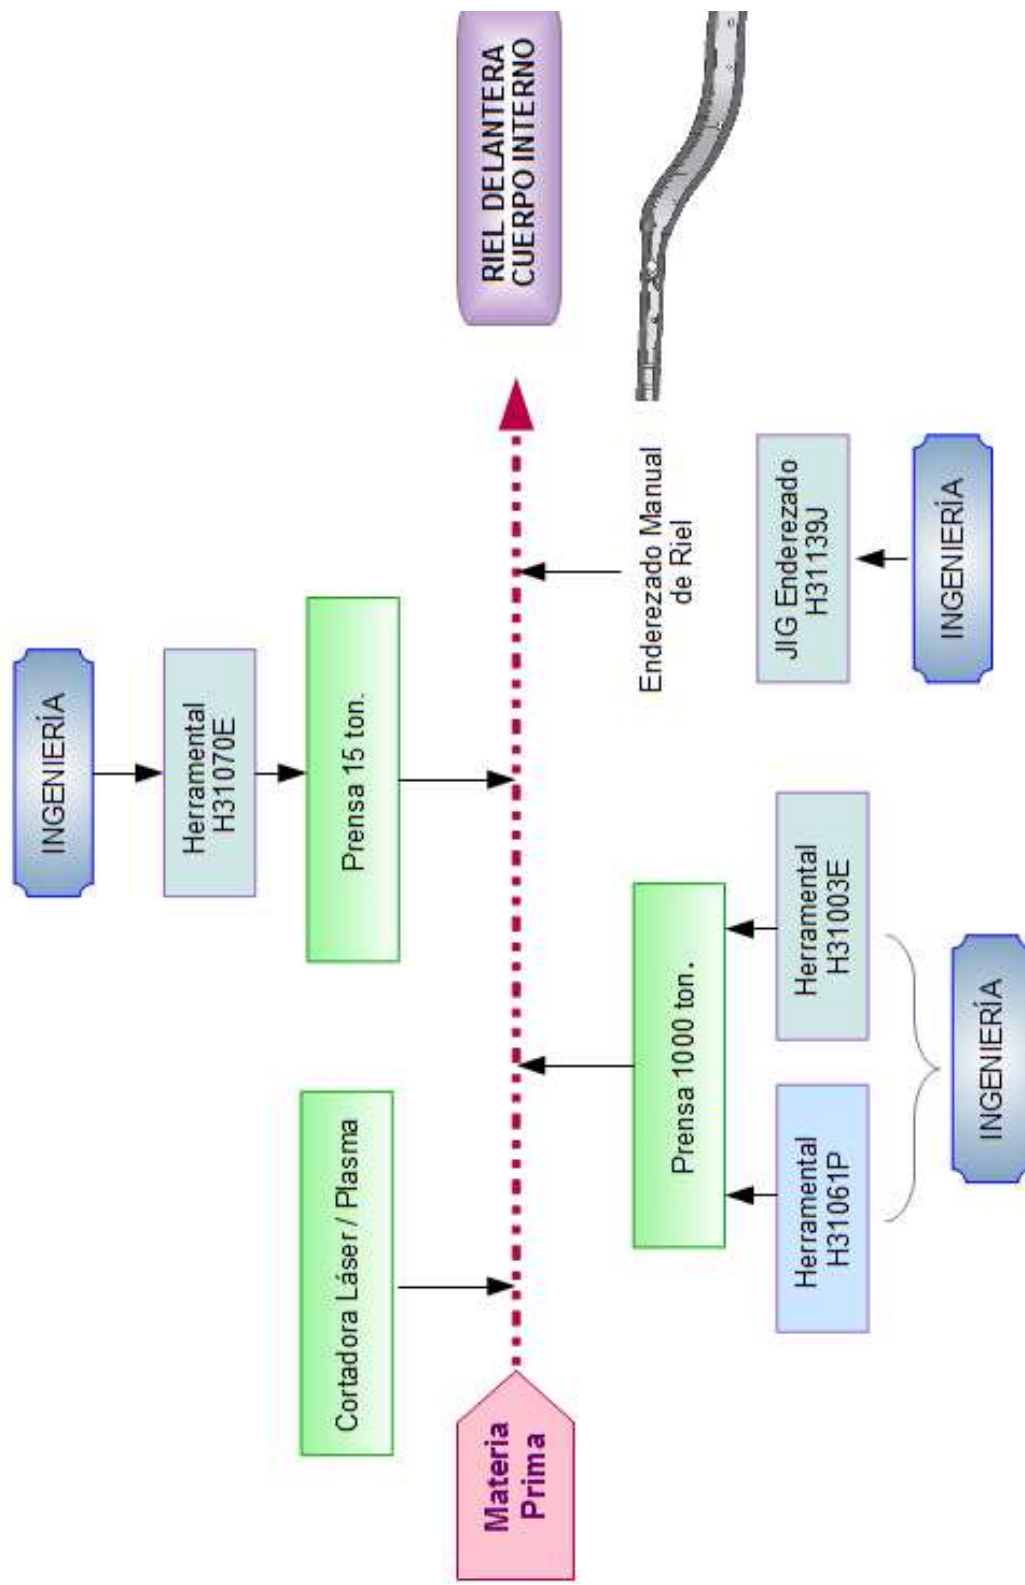 INGENIERÍA
Herramental
H31070E
Cortadora Láser / Plasma
Prensa 15 ton.
Materia
Prima
RIEL DELANTERA
CUERPO INTERNO
Prensa 1000 ton.
Enderezado Manual
de Riel
Herramental
H31061P
Herramental
H31003E
JIG Enderezado
H31139J
INGENIERÍA
INGENIERÍA